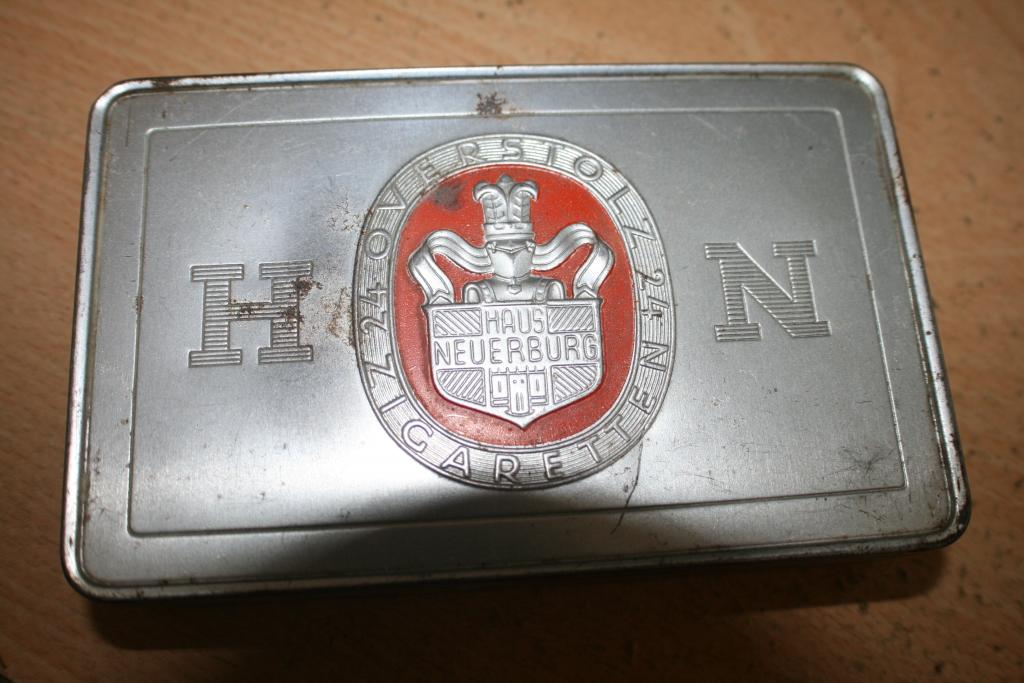 OVERSTOLZ
24
24
H
HAUS
NEUERBURG
N
ZIGARETTEN